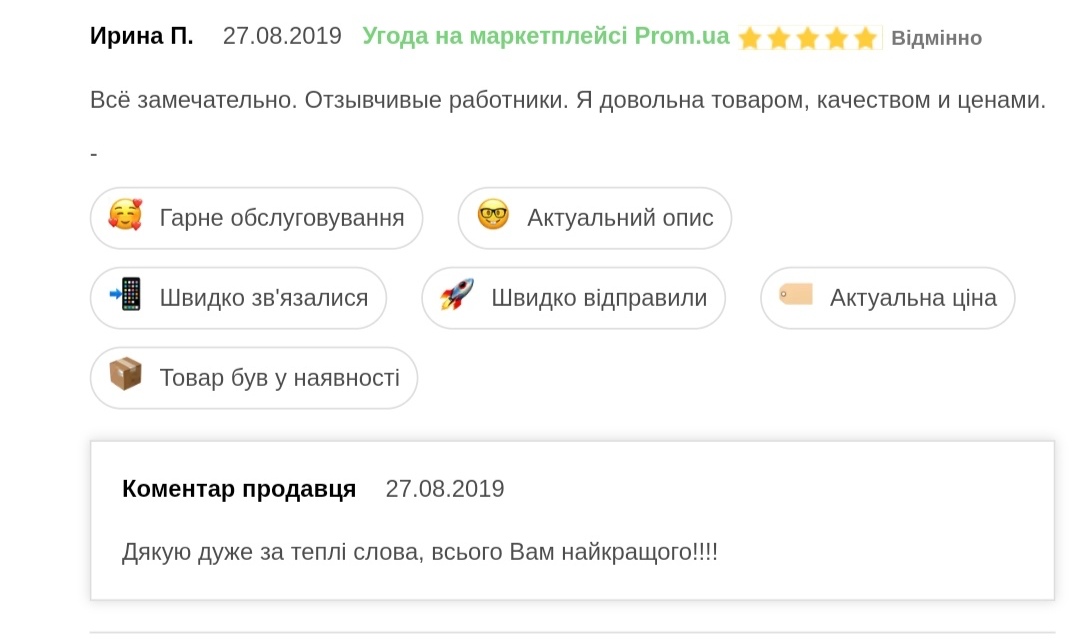 Ирина П. 27.08.2019 Угода на маркетплейсі Prom.ua Відмінно
Всё замечательно. Отзывчивые работники. Я довольна товаром, качеством и ценами.
-
Гарне обслуговування Актуальний опис
Швидко зв'язалися Швидко відправили Актуальна ціна
Товар був у наявності
Коментар продавця 27.08.2019
Дякую дуже за теплі слова, всього Вам найкращого!!!!